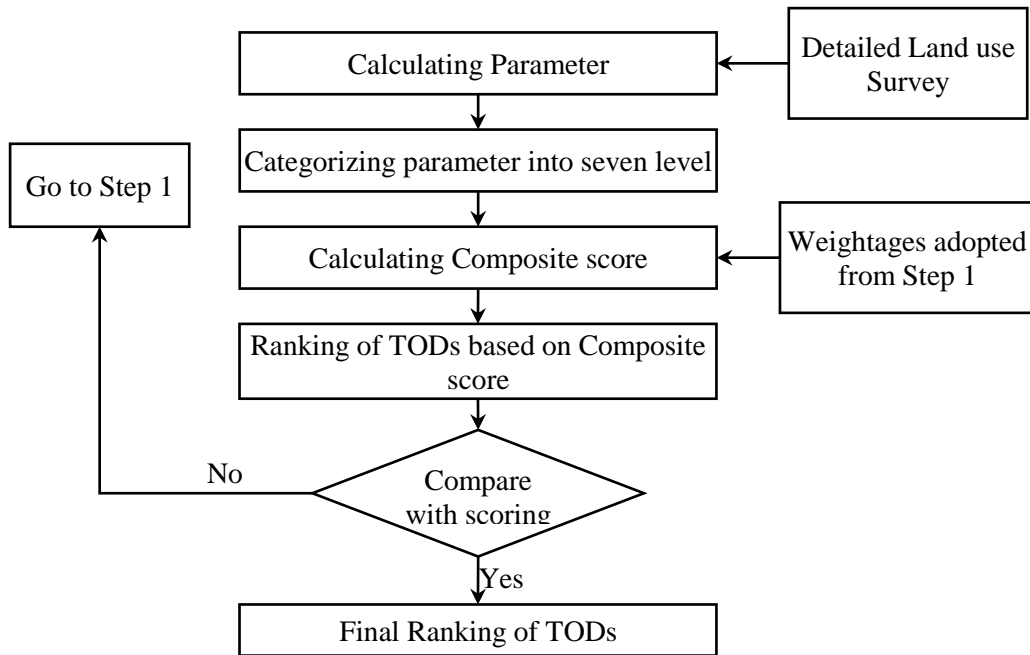 Calculating Parameter
Detailed Land use
Survey
Categorizing parameter into seven level
Go to Step 1
Calculating Composite score
Weightages adopted
from Step 1
Ranking of TODs based on Composite
score
No
Compare
with scoring
Yes
Final Ranking of TODs